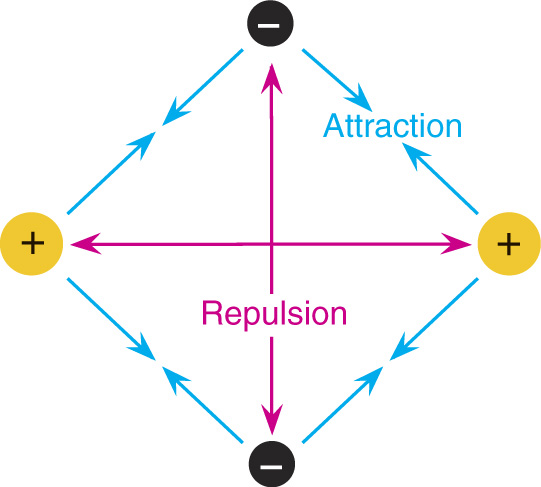 −
Attraction
+ +
Repulsion
−